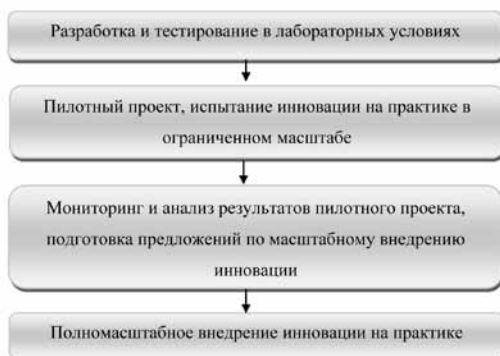 Разработка и тестирование в лабораторных условиях
Пилотный проект, испытание инновации на практике в
ограниченном масштабе
Мониторинг и анализ результатов пилотного проекта,
подготовка предложений по масштабному внедрению
инновации
Полномасштабное внедрение инновации на практике